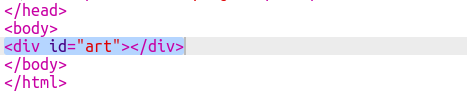 </head>
<body>
<div id="art"></div>
</body>
</html>